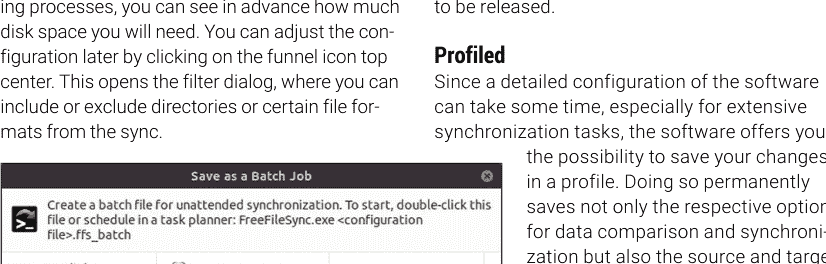 ing processes, you can see in advance how much
disk space you will need. You can adjust the con-
figuration later by clicking on the funnel icon top
center. This opens the filter dialog, where you can
include or exclude directories or certain file for-
mats from the sync.
to be released.
Profiled
Since a detailed configuration of the software
can take some time, especially for extensive
synchronization tasks, the software offers you
the possibility to save your changes
in a profile. Doing so permanently
saves not only the respective option
for data comparison and synchroni-
zation but also the source and targe
Save as a Batch Job
Create a batch file for unattended synchronization. To start, double-click this
file or schedule in a task planner: FreeFileSync.exe <configuration
file>.ffs_batch